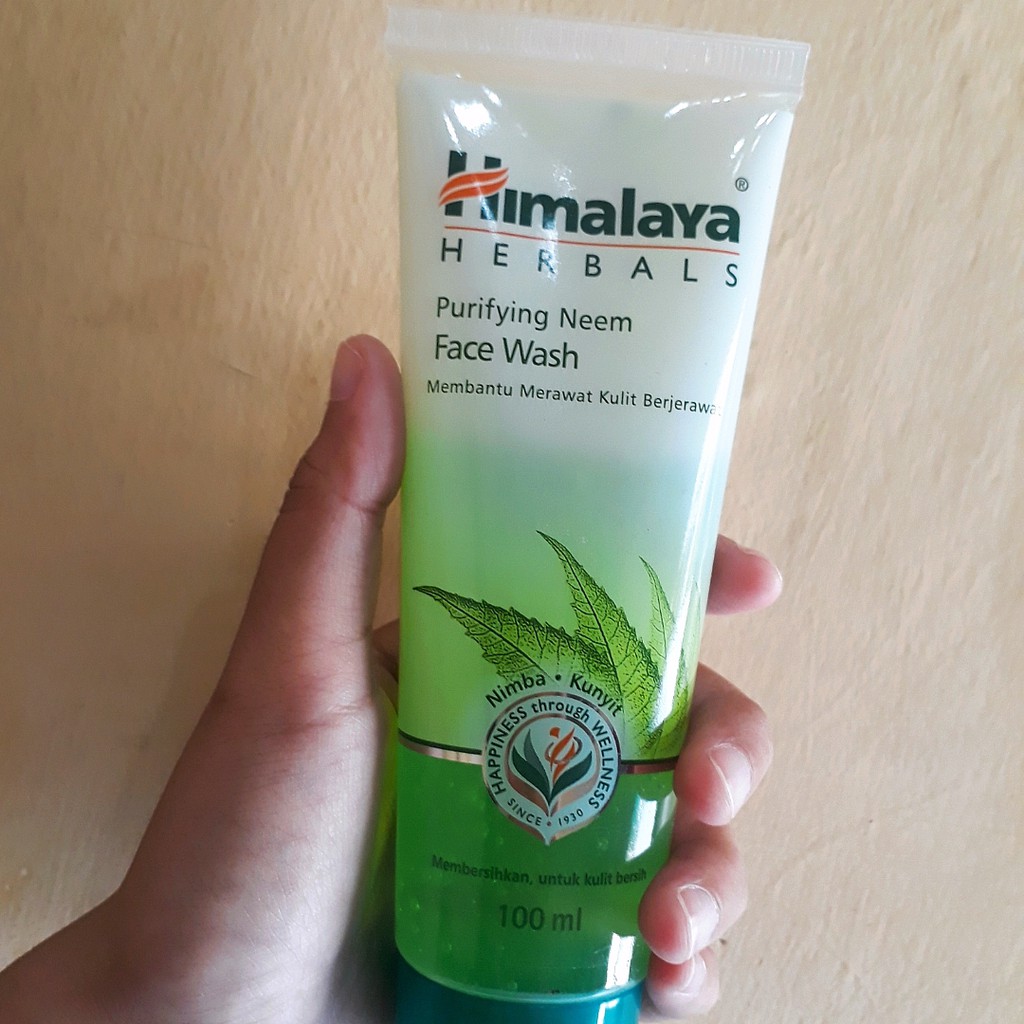 Himalaya®
HERBALS
Purifying Neem
Face Wash
Membantu Merawat Kulit Berjerawat
Nimba • Kunyit
HAPPINESS through WELLNESS
SINCE • 1930
Membersihkan, untuk kulit bersih
100 ml